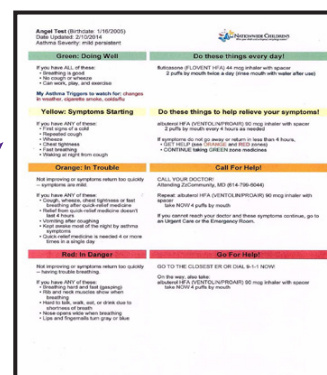 Angel Test (Birthdate: 1/16/2005)
Date Updated: 2/10/2014
Asthma Severity: mild persistent
NATIONWIDE CHILDREN'S
Green: Doing Well
If you have ALL of these:
• Breathing is good
• No cough or wheeze
• Can work, play, and exercise
My Asthma Triggers to watch for: changes
in weather, cigarette smoke, colds/flu
Do these things every day!
fluticasone (FLOVENT HFA) 44 mcg inhaler with spacer
2 puffs by mouth twice a day (rinse mouth with water after use)
Yellow: Symptoms Starting
If you have ANY of these:
• First signs of a cold
• Repeated cough
• Wheeze
• Chest tightness
• Fast breathing
• Waking at night from cough
Do these things to help relieve your symptoms!
albuterol HFA (VENTOLIN/PROAIR) 90 mcg inhaler with spacer
2 puffs by mouth every 4 hours as needed
If symptoms do not go away or return in less than 4 hours,
• GET HELP (see ORANGE and RED zones)
• CONTINUE taking GREEN zone medicines
Orange: In Trouble
Not improving or symptoms return too quickly
– symptoms are mild
If you have ANY of these:
• Cough, wheeze, chest tightness or fast
breathing after quick-relief medicine
• Relief from quick-relief medicine doesn't
last 4 hours
• Vomiting after coughing
• Kept awake most of the night by asthma
symptoms
• Quick-relief medicine is needed 4 or more
times in a single day
Call For Help!
CALL YOUR DOCTOR!
Attending ZzCommunity, MD
Repeat: albuterol HFA (VENTOLIN/PROAIR) 90 mcg inhaler with
spacer
take NOW 4 puffs by mouth
If you cannot reach your doctor and these symptoms continue, go to
an Urgent Care or the Emergency Room.
Red: In Danger
Not improving or symptoms return too quickly
– having trouble breathing.
If you have ANY of these:
• Breathing hard and fast (gasping)
• Rib and neck muscles show when
breathing
• Hard to talk, walk, eat, or drink due to
shortness of breath
• Nose opens wide when breathing
• Lips and fingernails turn gray or blue
Go For Help!
GO TO THE CLOSEST ER OR DIAL 9-1-1 NOW!
On the way, also take:
albuterol HFA (VENTOLIN/PROAIR) 90 mcg inhaler with spacer
take NOW 4 puffs by mouth